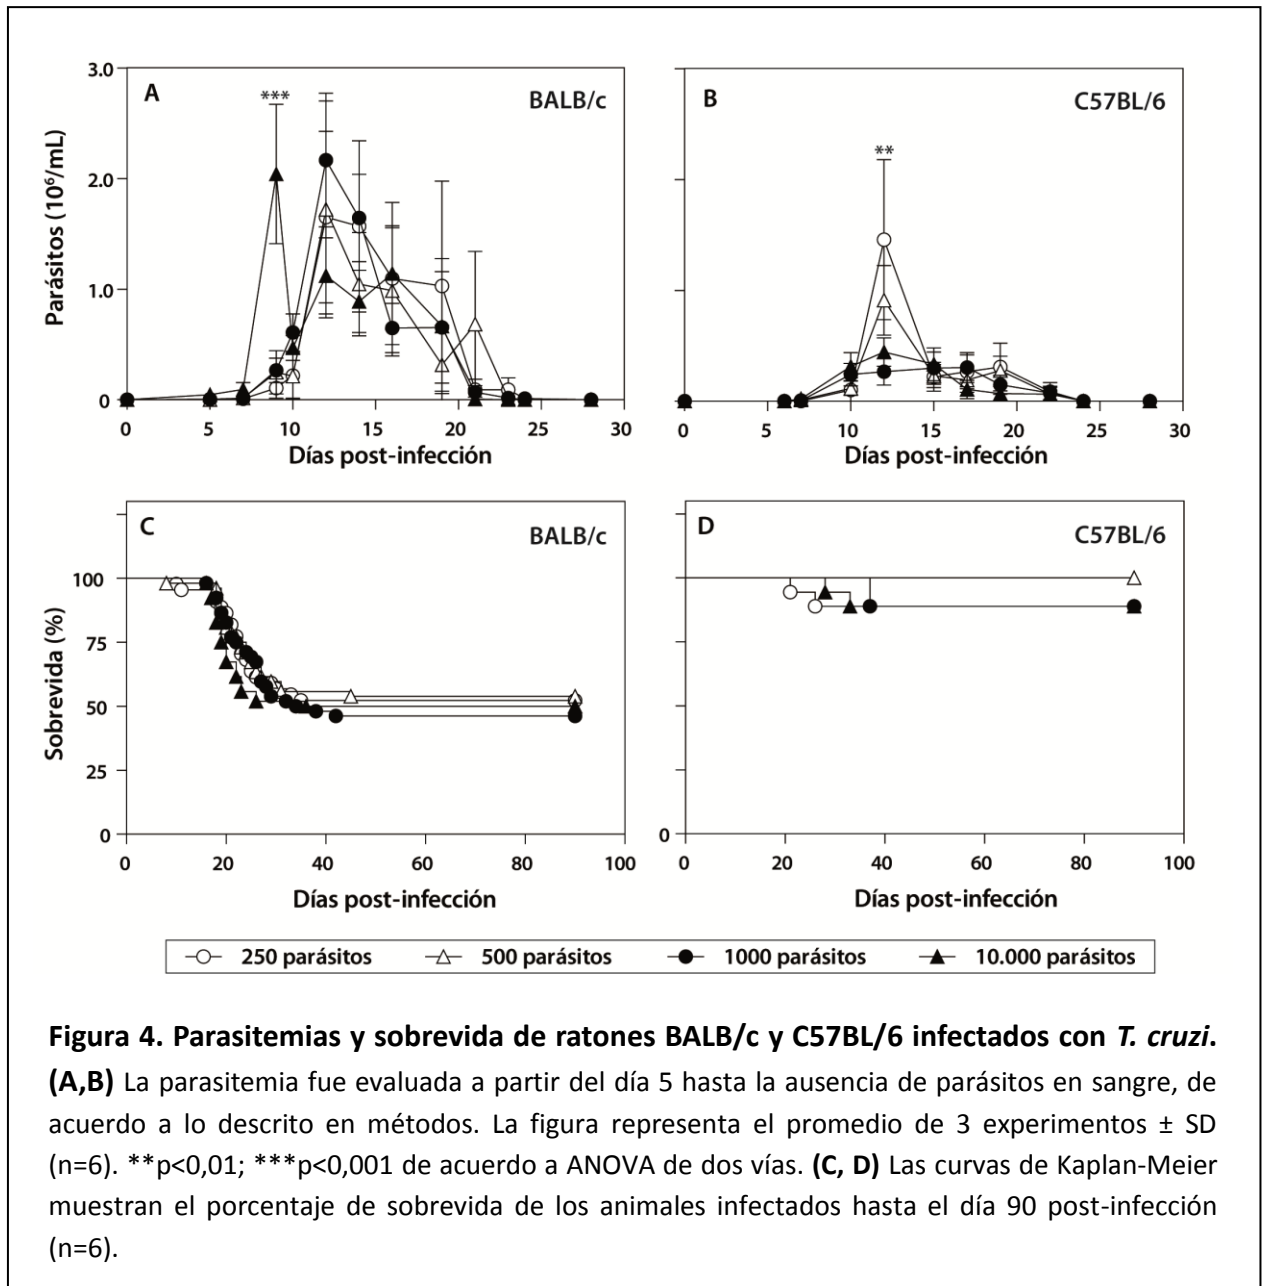 A
***
BALB/c
3.0
2.0
1.0
0
Parásitos (10⁶/mL)
0 5 10 15 20 25 30
Días post-infección
B
**
C57BL/6
0 5 10 15 20 25 30
Días post-infección
C
BALB/c
100
75
50
25
0
Sobrevida (%)
0 20 40 60 80 100
Días post-infección
D
C57BL/6
0
0 20 40 60 80 100
Días post-infección
250 parásitos 500 parásitos 1000 parásitos 10.000 parásitos
Figura 4. Parasitemias y sobrevida de ratones BALB/c y C57BL/6 infectados con T. cruzi.
(A,B) La parasitemia fue evaluada a partir del día 5 hasta la ausencia de parásitos en sangre, de
acuerdo a lo descrito en métodos. La figura representa el promedio de 3 experimentos ± SD
(n=6). **p<0,01; ***p<0,001 de acuerdo a ANOVA de dos vías. (C, D) Las curvas de Kaplan-Meier
muestran el porcentaje de sobrevida de los animales infectados hasta el día 90 post-infección
(n=6).